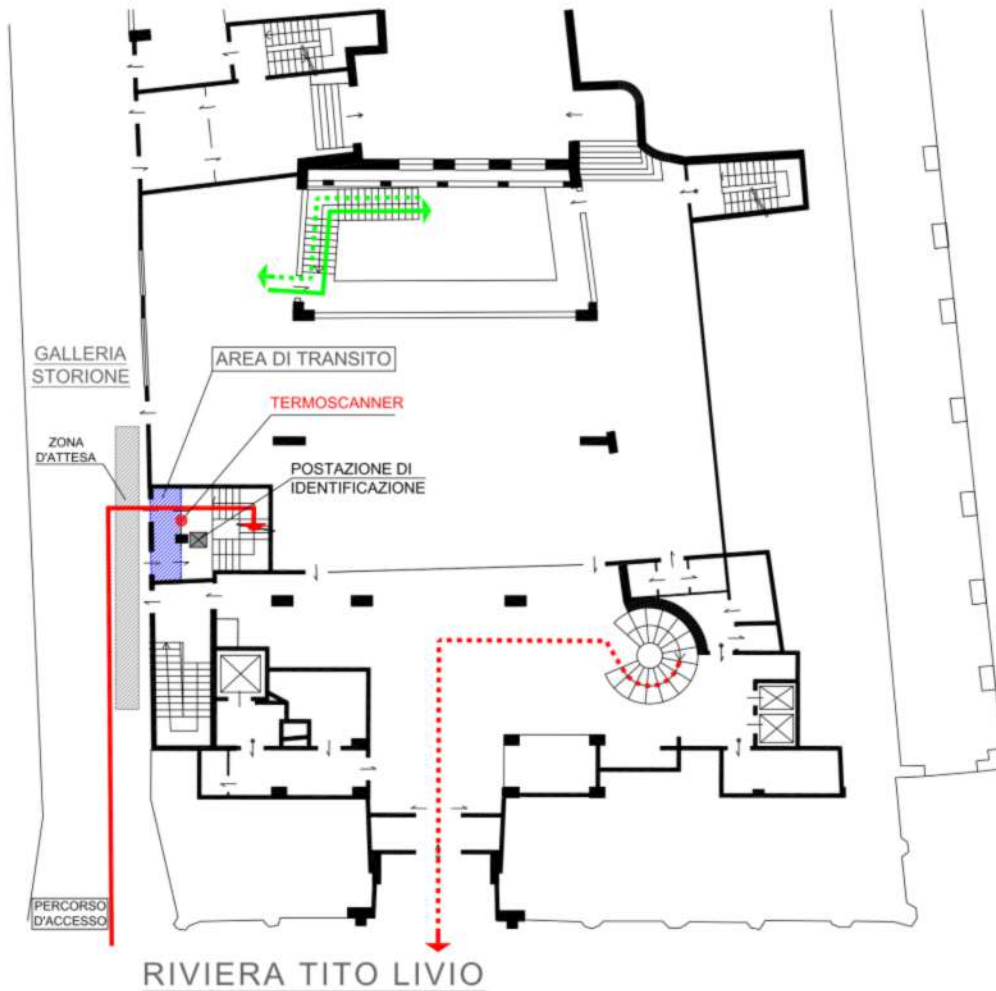 GALLERIA
STORIONE
AREA DI TRANSITO
TERMOSCANNER
ZONA
D'ATTESA
POSTAZIONE DI
IDENTIFICAZIONE
PERCORSO
D'ACCESSO
RIVIERA TITO LIVIO